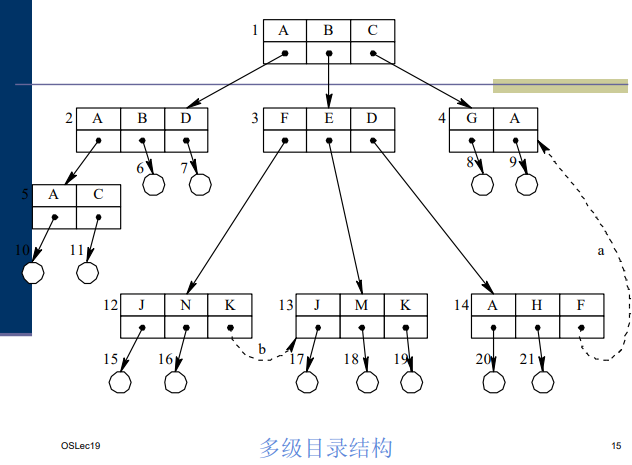 1 A B C
2 A B D 3 F E D 4 G A
6 7 8 9
5 A C
10 11 a
12 J N K 13 J M K 14 A H F
b
15 16 17 18 19 20 21
OSLec19 多级目录结构 15